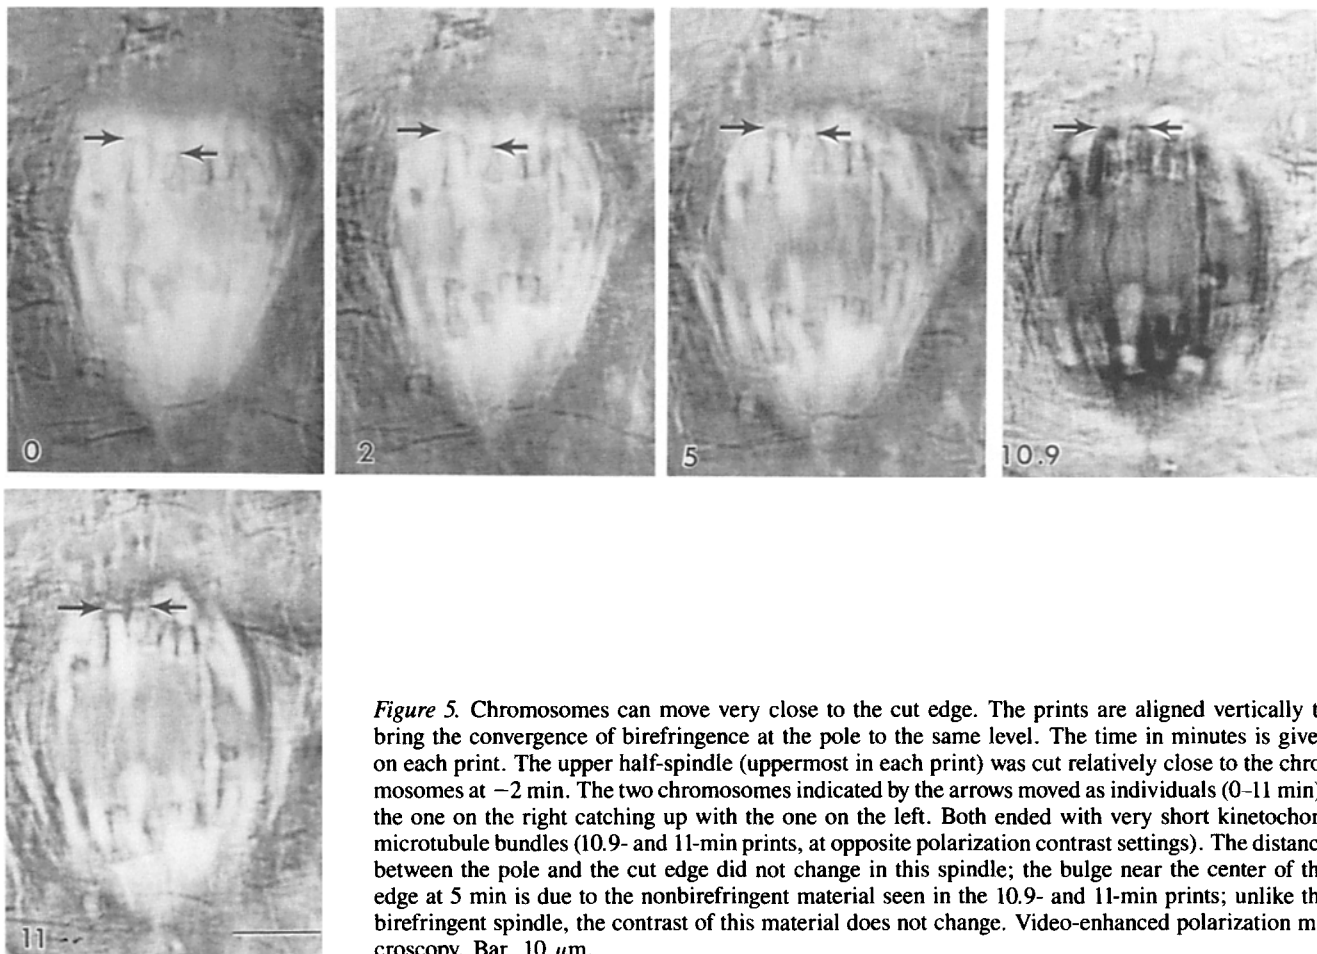 0
2
5
10.9
11
Figure 5. Chromosomes can move very close to the cut edge. The prints are aligned vertically t
bring the convergence of birefringence at the pole to the same level. The time in minutes is give
on each print. The upper half-spindle (uppermost in each print) was cut relatively close to the chro
mosomes at −2 min. The two chromosomes indicated by the arrows moved as individuals (0–11 min)
the one on the right catching up with the one on the left. Both ended with very short kinetochor
microtubule bundles (10.9- and 11-min prints, at opposite polarization contrast settings). The distanc
between the pole and the cut edge did not change in this spindle; the bulge near the center of th
edge at 5 min is due to the nonbirefringent material seen in the 10.9- and 11-min prints; unlike th
birefringent spindle, the contrast of this material does not change. Video-enhanced polarization m
croscopy. Bar, 10 μm.